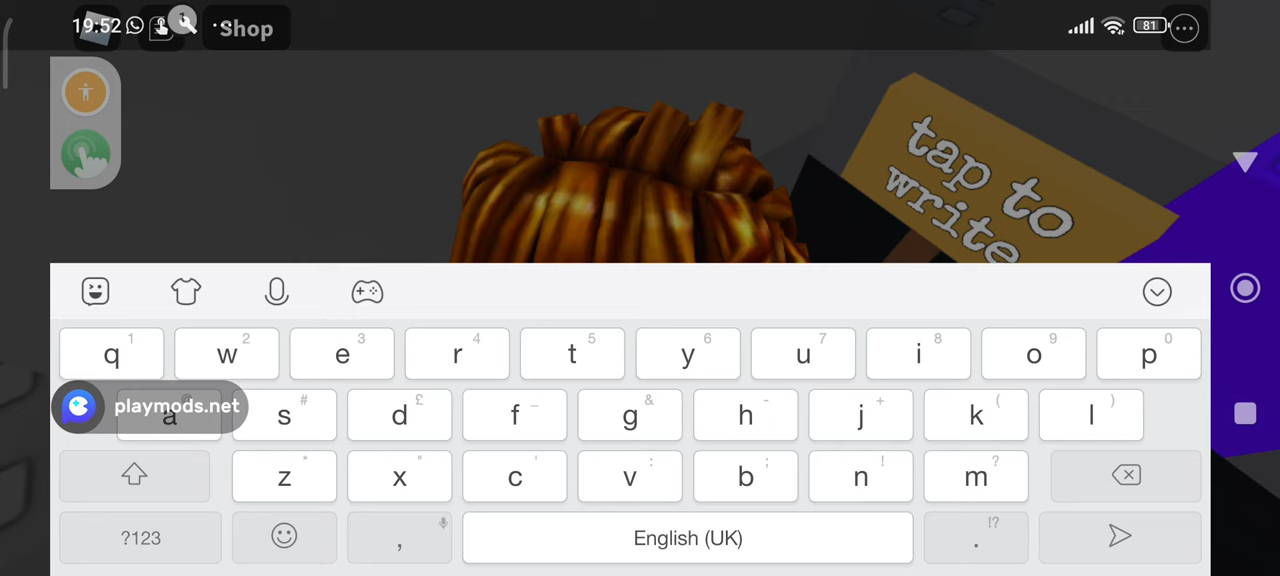 19:52 Shop 81
tap to
write
q 1 w 2 e 3 r 4 t 5 y 6 u 7 i 8 o 9 p 0
playmods.net
a s # d £ f _ g & h - j + k ( l )
z * x " c ' v : b ; n ! m ?
?123 , English (UK) . !?